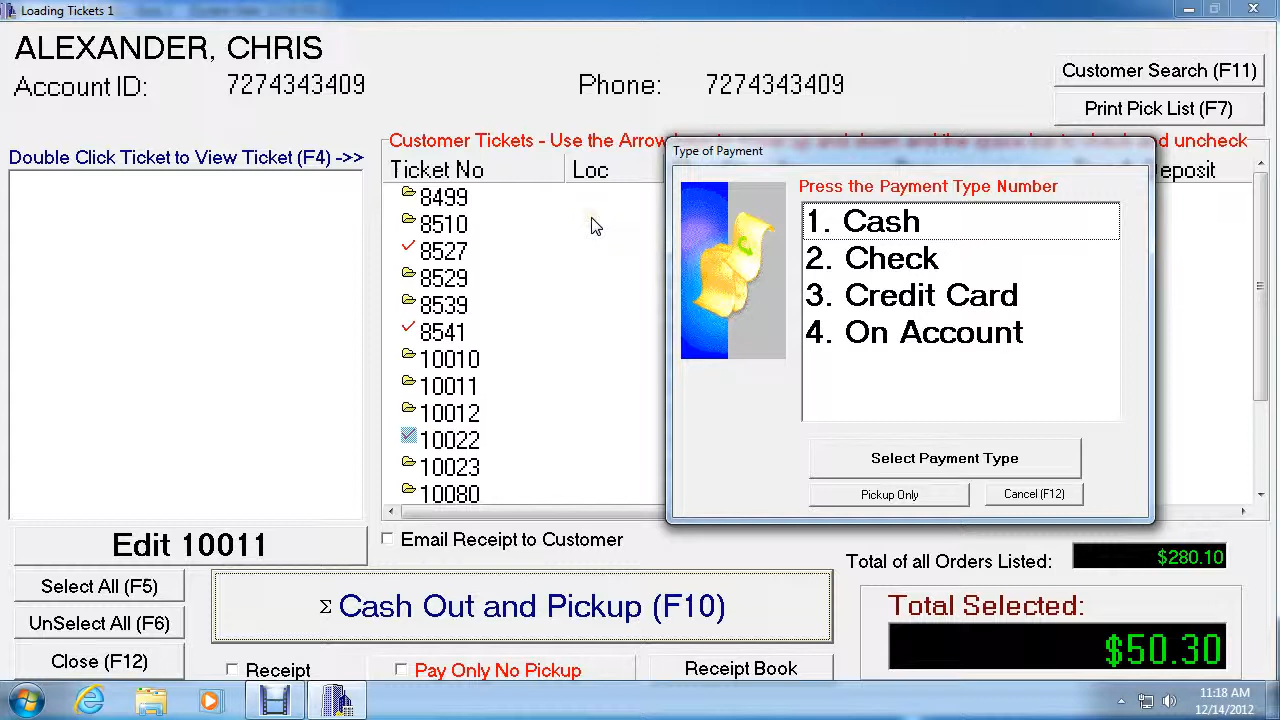 Loading Tickets 1
ALEXANDER, CHRIS
Account ID: 7274343409 Phone: 7274343409
Customer Search (F11)
Print Pick List (F7)
Double Click Ticket to View Ticket (F4) ->>
Customer Tickets - Use the Arrow
d uncheck
Ticket No Loc
eposit
8499
8510
8527
8529
8539
8541
10010
10011
10012
10022
10023
10080
Type of Payment
Press the Payment Type Number
1. Cash
2. Check
3. Credit Card
4. On Account
Select Payment Type
Pickup Only Cancel (F12)
Edit 10011
Email Receipt to Customer
Total of all Orders Listed: $280.10
Select All (F5)
UnSelect All (F6)
Close (F12)
Σ Cash Out and Pickup (F10)
Total Selected:
$50.30
Receipt Pay Only No Pickup Receipt Book
11:18 AM
12/14/2012